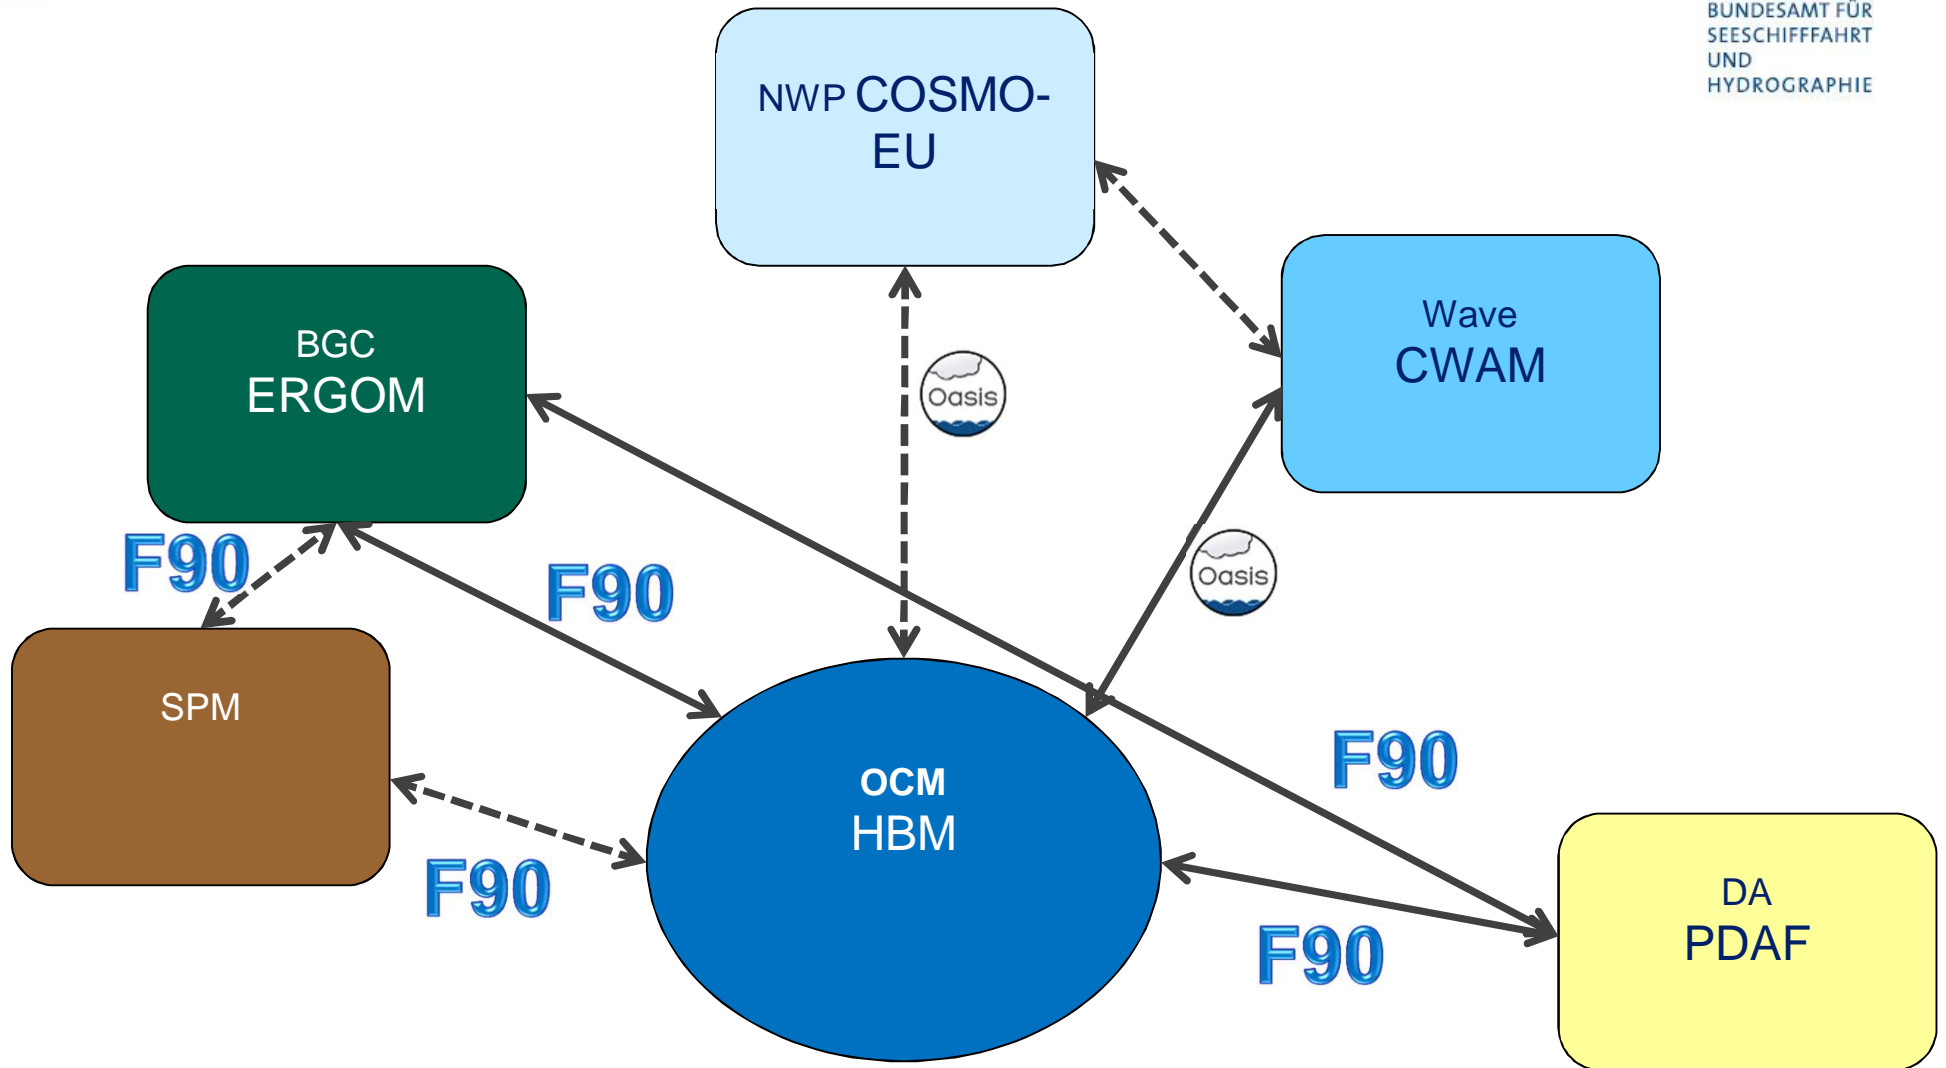 BUNDESAMT FÜR
SEESCHIFFFAHRT
UND
HYDROGRAPHIE
NWP COSMO-
EU
BGC
ERGOM
Wave
CWAM
Oasis
F90
F90
Oasis
SPM
OCM
HBM
F90
F90
F90
DA
PDAF